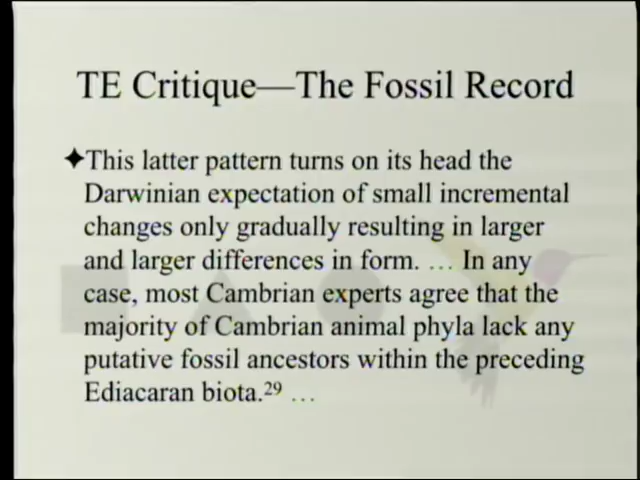 TE Critique—The Fossil Record
✦This latter pattern turns on its head the
Darwinian expectation of small incremental
changes only gradually resulting in larger
and larger differences in form. … In any
case, most Cambrian experts agree that the
majority of Cambrian animal phyla lack any
putative fossil ancestors within the preceding
Ediacaran biota.²⁹ …